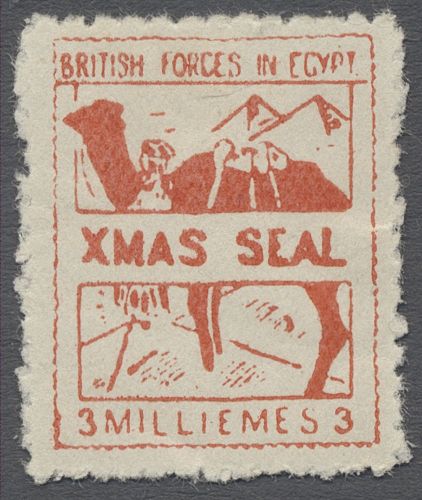 BRITISH FORCES IN EGYPT
XMAS SEAL
3 MILLIEMES 3